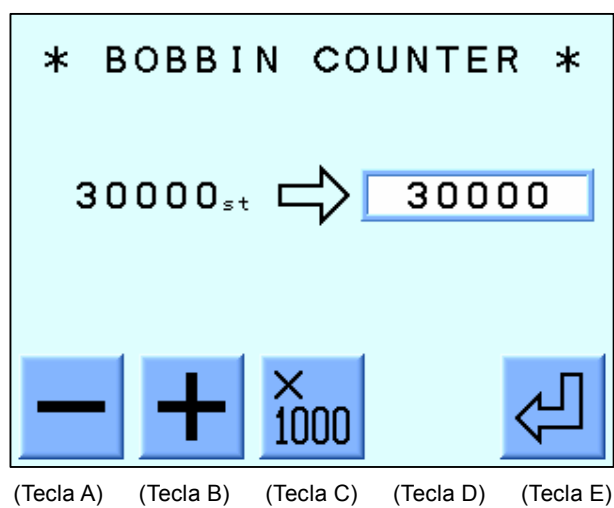 * BOBBIN COUNTER *
30000st 30000
× 1000
(Tecla A) (Tecla B) (Tecla C) (Tecla D) (Tecla E)